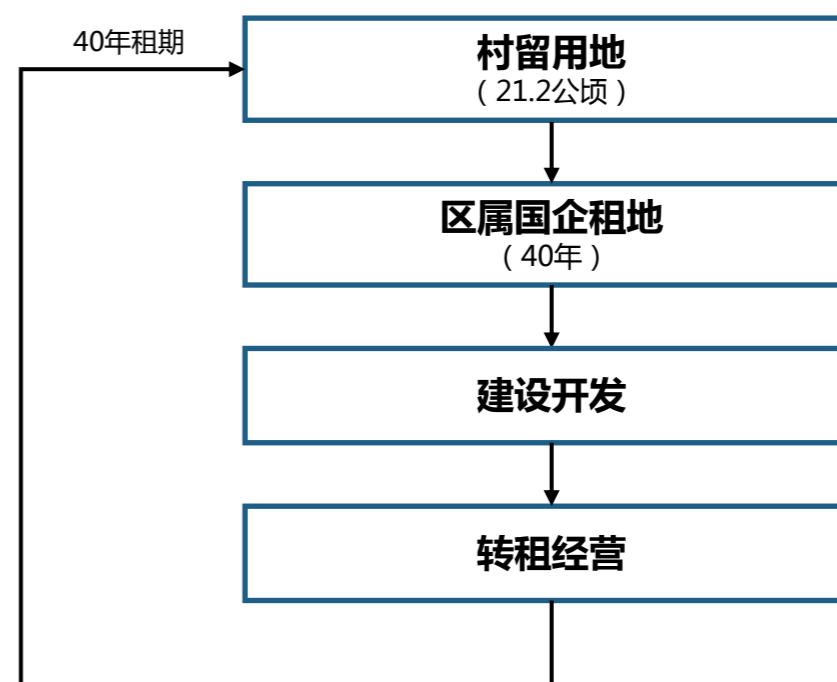 40年租期
村留用地
（21.2公顷）
区属国企租地
（40年）
建设开发
转租经营